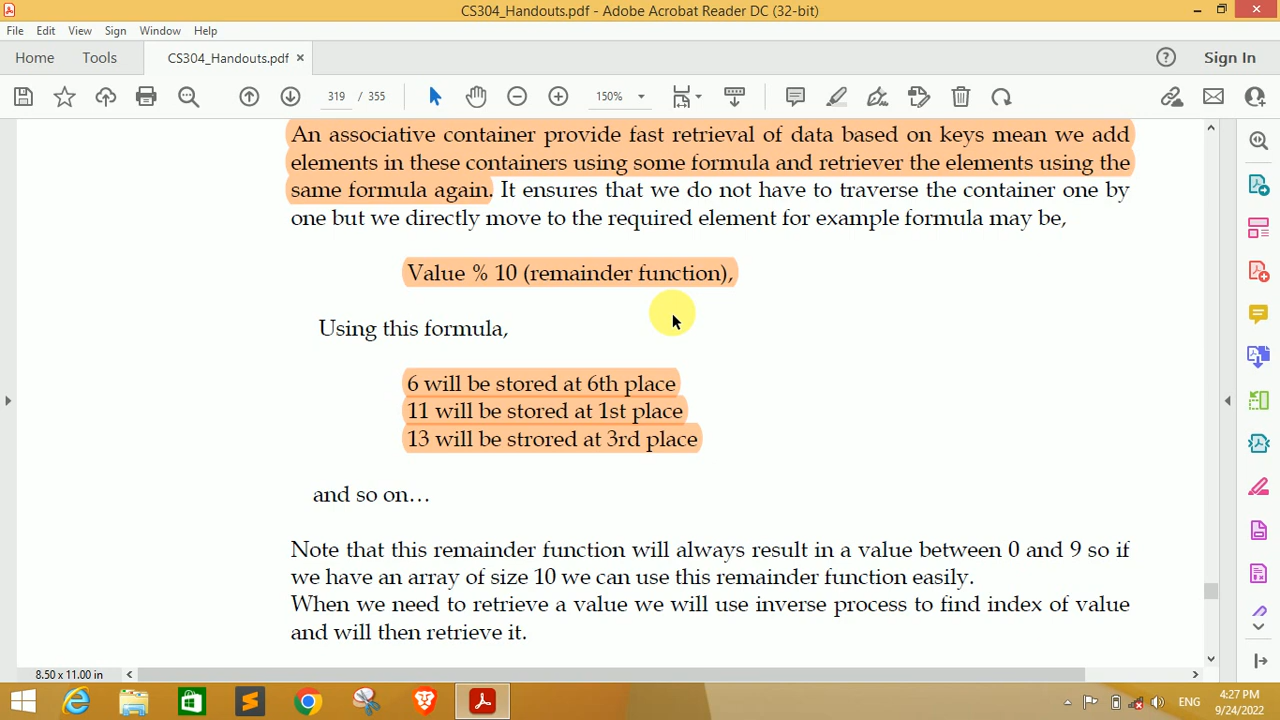 CS304_Handouts.pdf - Adobe Acrobat Reader DC (32-bit)
File Edit View Sign Window Help
Home Tools CS304_Handouts.pdf × Sign In
319 / 355 150%
An associative container provide fast retrieval of data based on keys mean we add
elements in these containers using some formula and retriever the elements using the
same formula again. It ensures that we do not have to traverse the container one by
one but we directly move to the required element for example formula may be,
Value % 10 (remainder function),
Using this formula,
6 will be stored at 6th place
11 will be stored at 1st place
13 will be strored at 3rd place
and so on…
Note that this remainder function will always result in a value between 0 and 9 so if
we have an array of size 10 we can use this remainder function easily.
When we need to retrieve a value we will use inverse process to find index of value
and will then retrieve it.
8.50 x 11.00 in
ENG 4:27 PM
9/24/2022